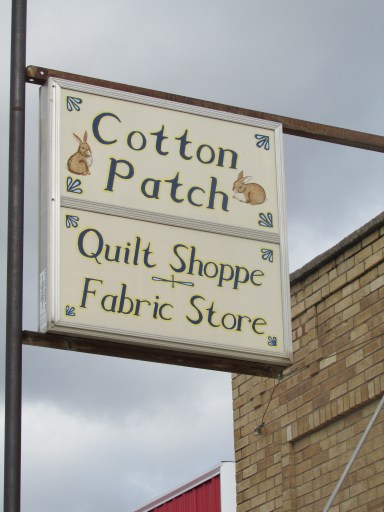 Cotton
Patch
Quilt Shoppe
Fabric Store